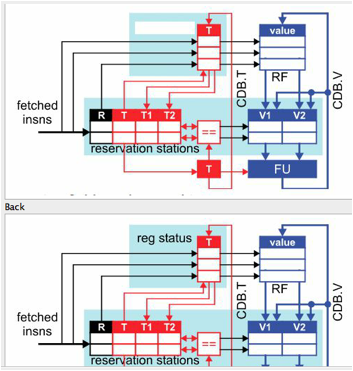 T
value
CDB.T
RF
CDB.V
fetched
insns
R T T1 T2
==
V1 V2
reservation stations
T
FU
Back
reg status
T
value
CDB.T
RF
CDB.V
fetched
insns
R T T1 T2
==
V1 V2
reservation stations